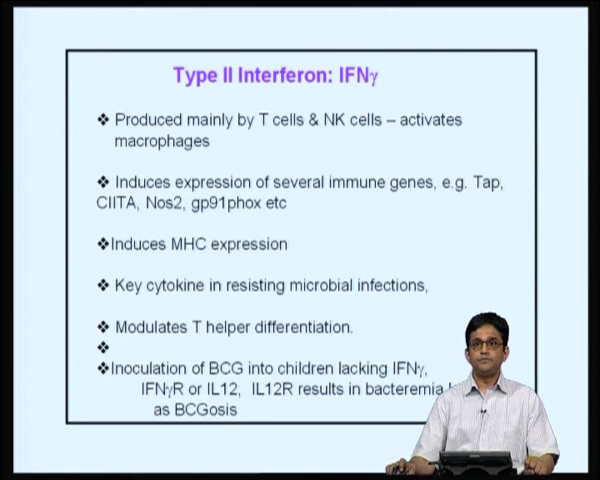 Type II Interferon: IFNγ
❖ Produced mainly by T cells & NK cells – activates
macrophages
❖ Induces expression of several immune genes, e.g. Tap,
CIITA, Nos2, gp91phox etc
❖Induces MHC expression
❖ Key cytokine in resisting microbial infections,
❖ Modulates T helper differentiation.
❖
❖Inoculation of BCG into children lacking IFNγ,
IFNγR or IL12, IL12R results in bacteremia
as BCGosis